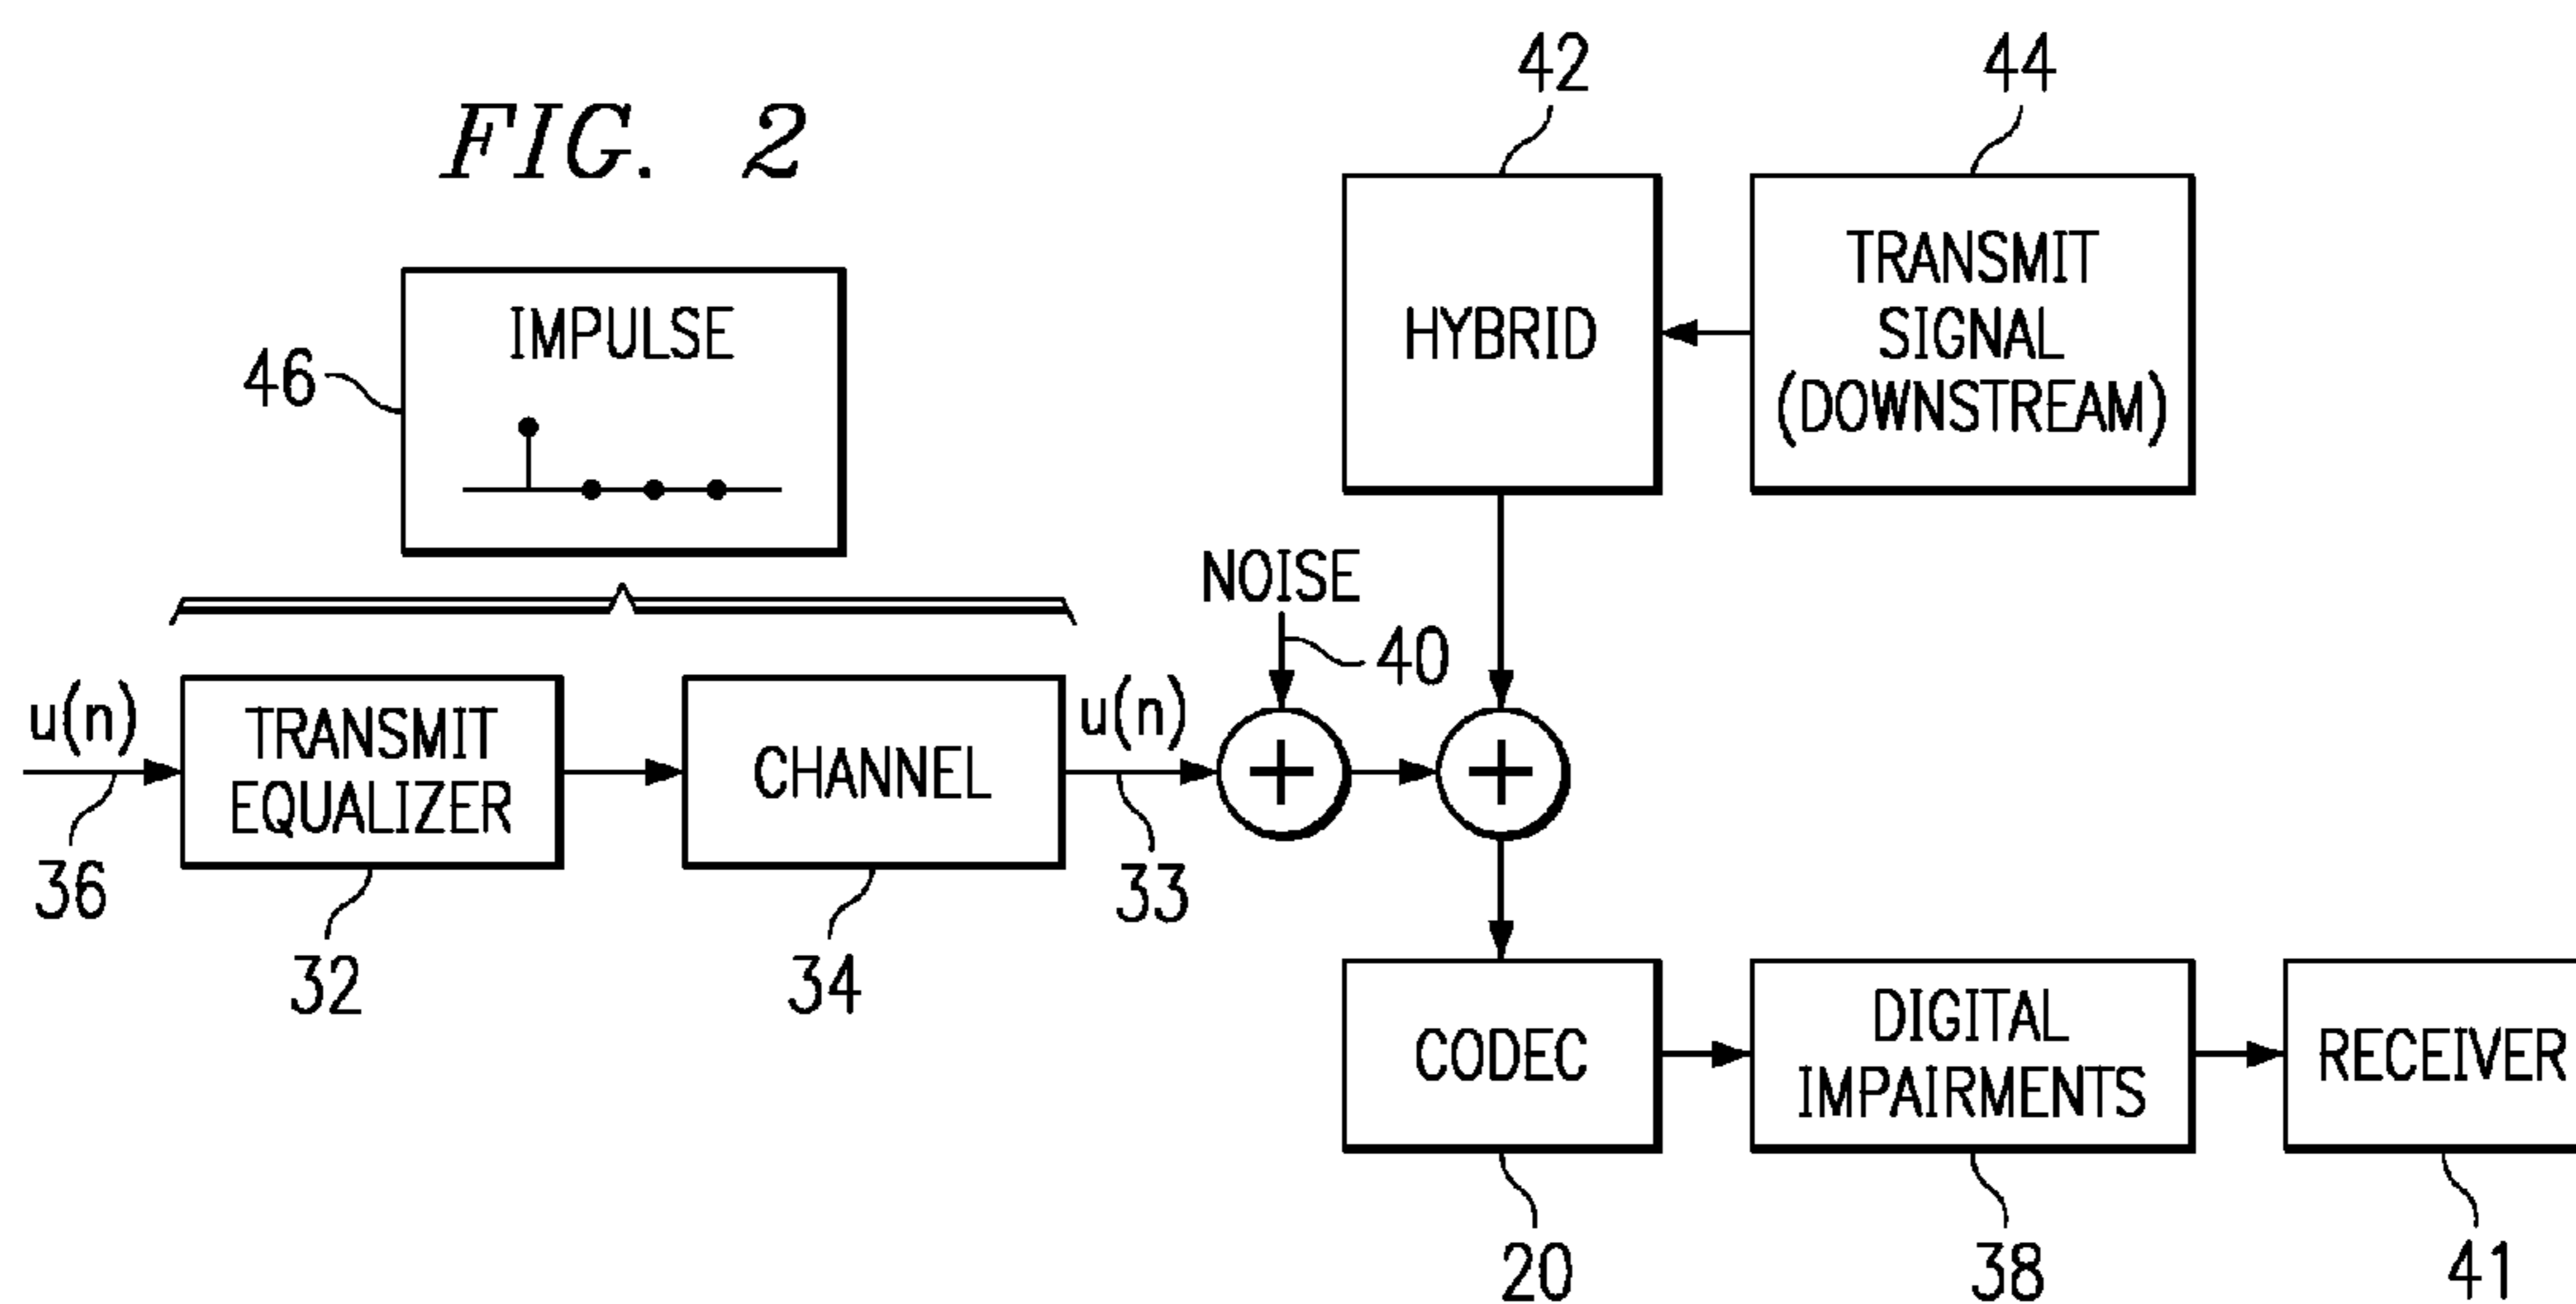 FIG. 2
42
44
HYBRID
TRANSMIT
SIGNAL
(DOWNSTREAM)
IMPULSE
46
NOISE
40
u(n)
36
TRANSMIT
EQUALIZER
32
CHANNEL
34
u(n)
33
+
+
CODEC
20
DIGITAL
IMPAIRMENTS
38
RECEIVER
41